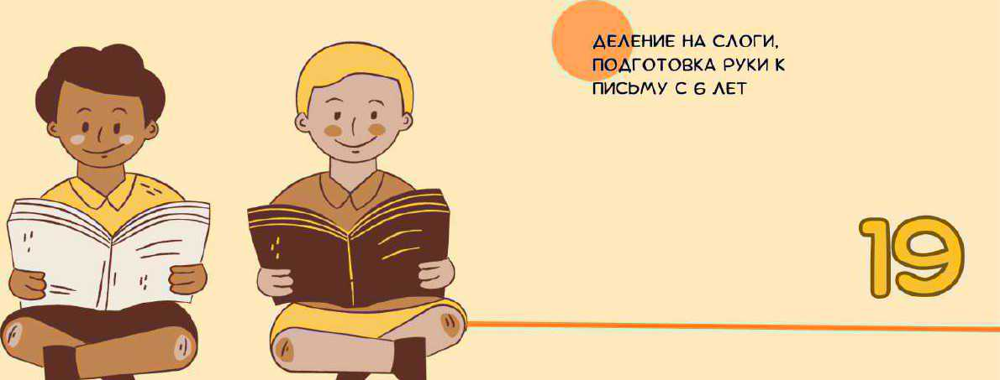 ДЕЛЕНИЕ НА СЛОГИ,
ПОДГОТОВКА РУКИ К
ПИСЬМУ С 6 ЛЕТ
19